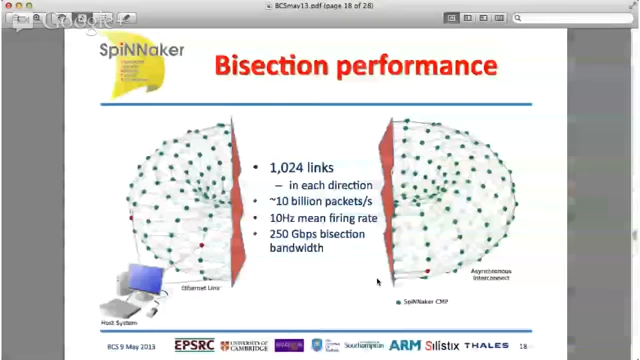 BCSmav13.pdf (page 18 of 28)
Google+
SpiNNaker
Bisection performance
• 1,024 links
– in each direction
• ~10 billion packets/s
• 10Hz mean firing rate
• 250 Gbps bisection
bandwidth
Ethernet Link
Asynchronous
Interconnect
SpiNNaker CMP
Host System
BCS 9 May 2013
EPSRC
UNIVERSITY OF
CAMBRIDGE
Southampton
ARM
Silistix
THALES
18